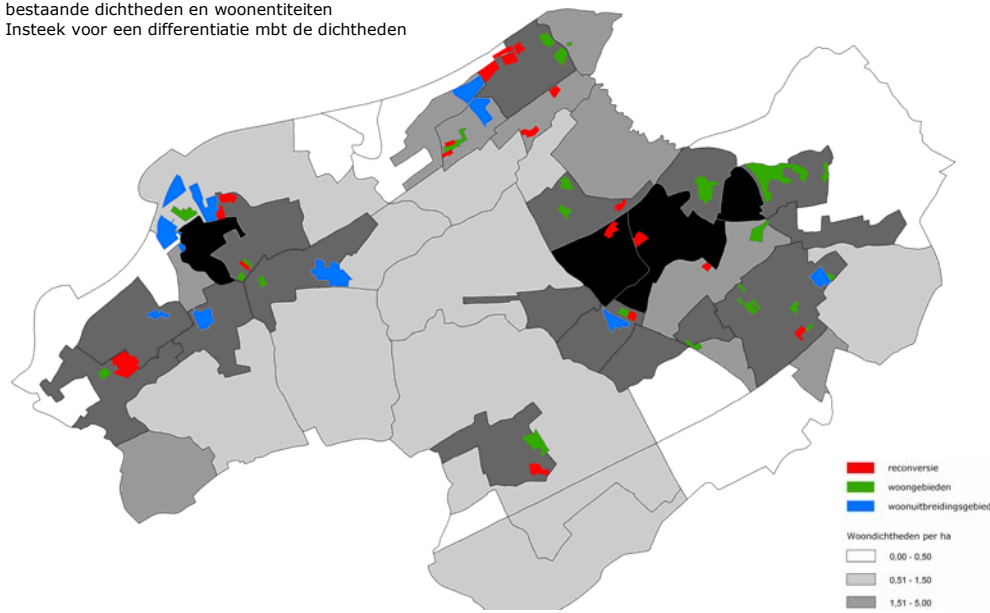 bestaande dichtheden en woonentiteiten
Insteek voor een differentiatie mbt de dichtheden
reconversie
woongebieden
woonuitbreidingsgebied
Woondichtheden per ha
0,00 - 0,50
0,51 - 1,50
1,51 - 5,00